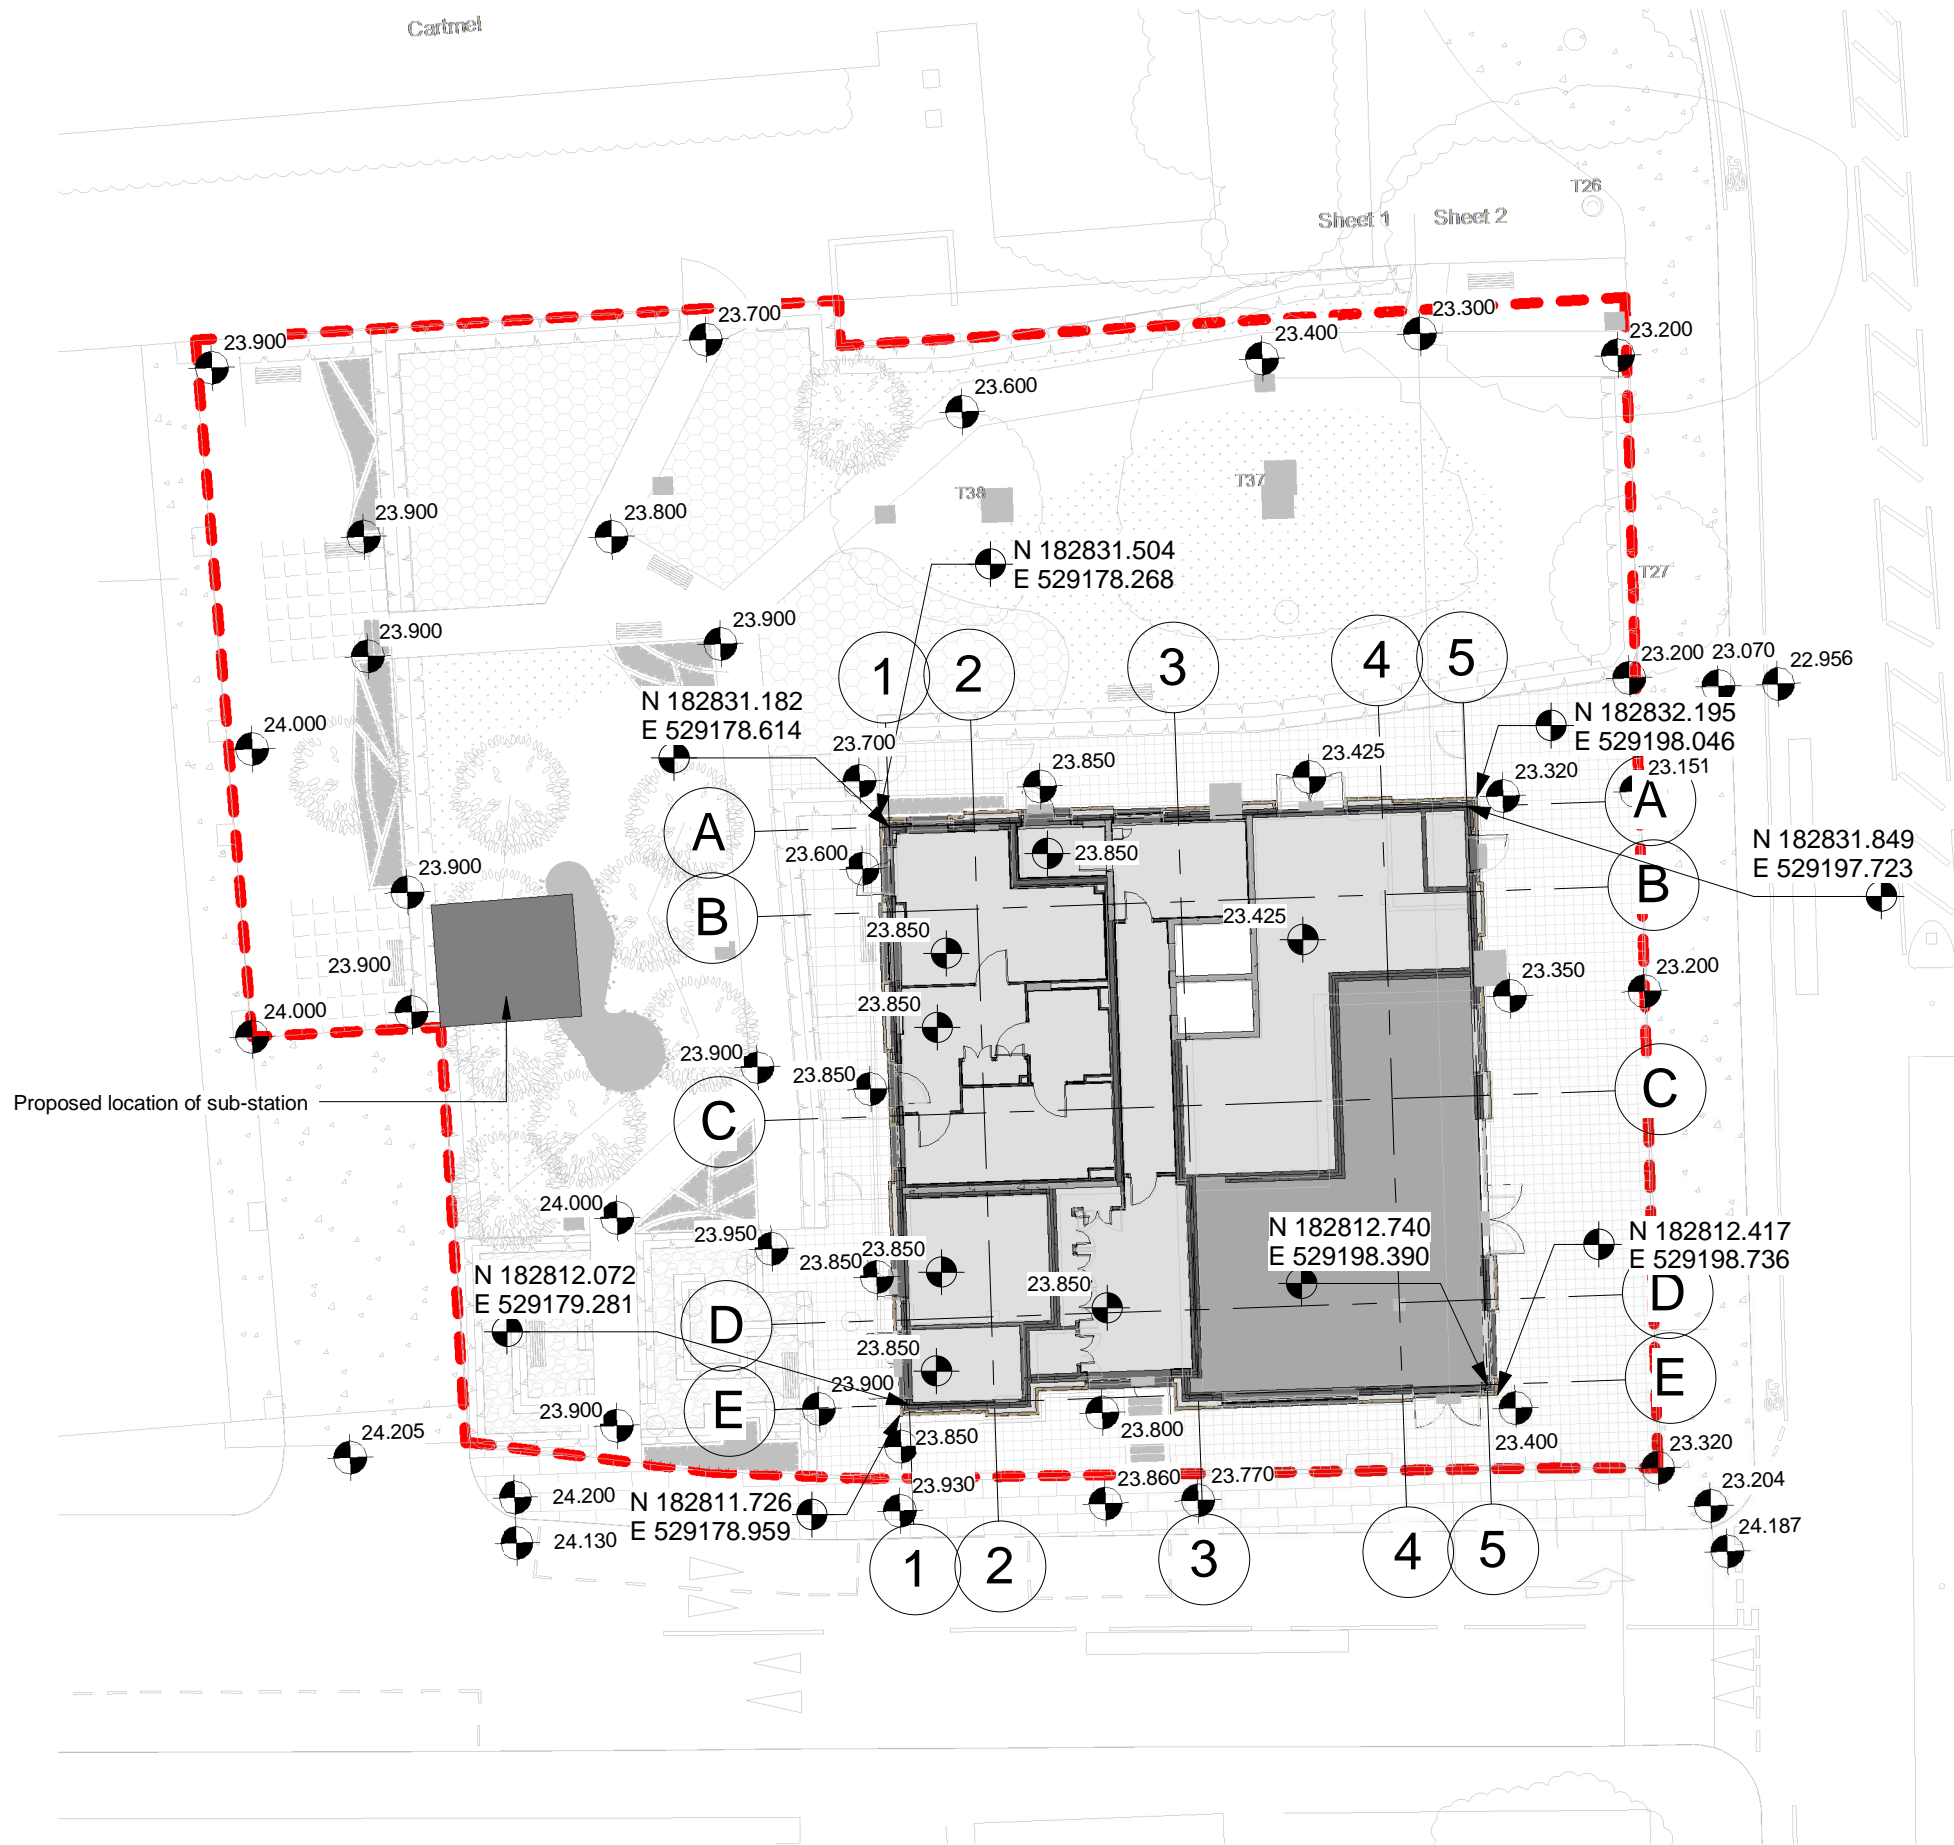 Cartmel
T26
Sheet 1
Sheet 2
23.700
23.300
23.900
23.400
23.200
23.600
T38
T37
23.900
23.800
N 182831.504
E 529178.268
T27
23.900
23.900
1
2
3
4
5
23.200
23.070
22.956
N 182831.182
E 529178.614
24.000
23.700
23.850
23.425
N 182832.195
E 529198.046
23.320
23.151
A
A
23.600
23.850
N 182831.849
E 529197.723
23.900
B
B
23.850
23.425
23.900
23.350
23.200
24.000
23.850
23.900
23.850
Proposed location of sub-station
C
C
24.000
23.950
23.850
23.850
N 182812.740
E 529198.390
N 182812.417
E 529198.736
N 182812.072
E 529179.281
23.850
D
D
23.850
23.900
E
E
23.900
24.205
23.850
23.800
23.400
23.320
24.200
N 182811.726
E 529178.959
23.930
23.860
23.770
23.204
24.130
24.187
1
2
3
4
5